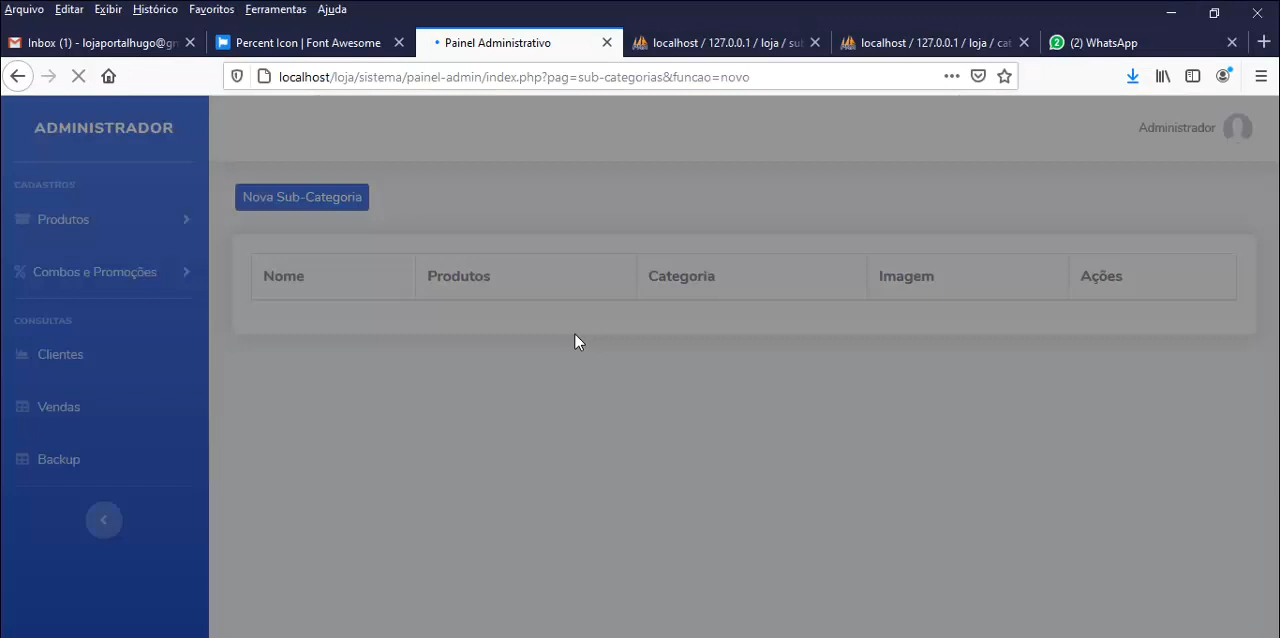 Arquivo Editar Exibir Histórico Favoritos Ferramentas Ajuda
Inbox (1) - lojaportalhugo@gm
Percent Icon | Font Awesome
Painel Administrativo
localhost / 127.0.0.1 / loja / sul
localhost / 127.0.0.1 / loja / cat
(2) WhatsApp
localhost/loja/sistema/painel-admin/index.php?pag=sub-categorias&funcao=novo
ADMINISTRADOR
Administrador
CADASTROS
Produtos
Combos e Promoções
CONSULTAS
Clientes
Vendas
Backup
Nova Sub-Categoria
Nome Produtos Categoria Imagem Ações